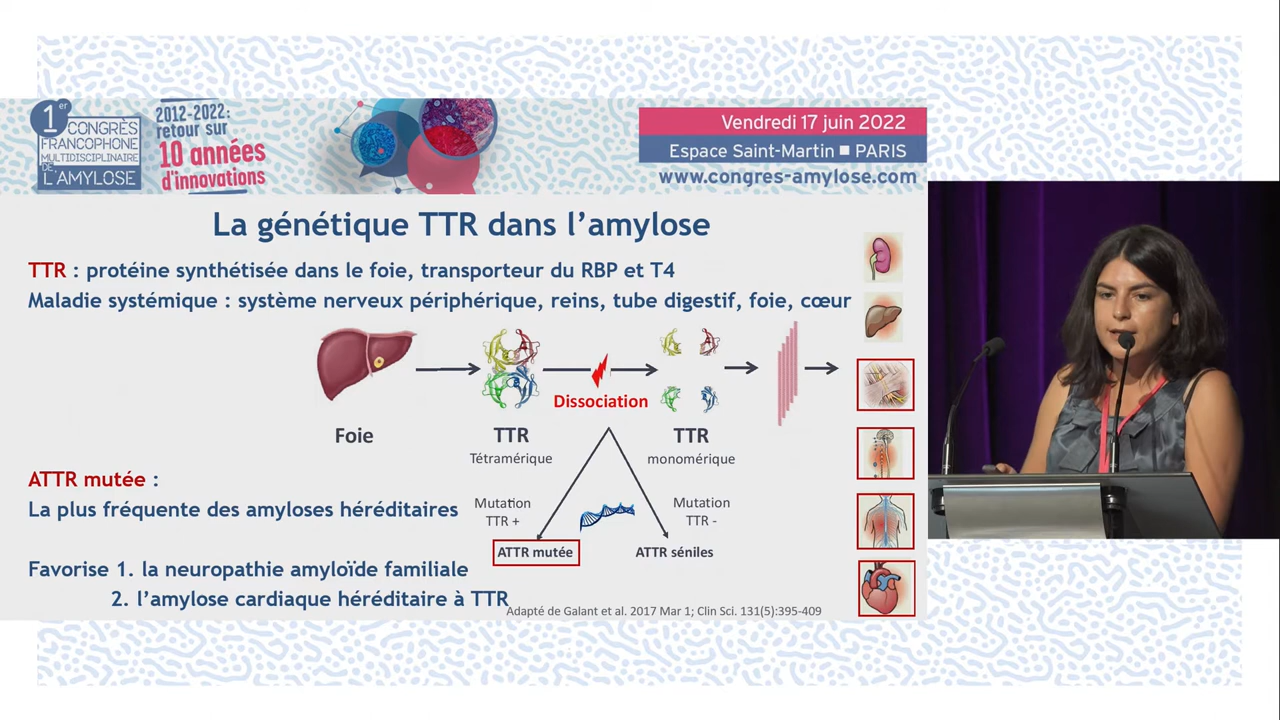 1er
CONGRÈS
FRANCOPHONE
MULTIDISCIPLINAIRE
DE
L'AMYLOSE
2012-2022:
retour sur
10 années
d'innovations
Vendredi 17 juin 2022
Espace Saint-Martin ■ PARIS
www.congres-amylose.com
La génétique TTR dans l'amylose
TTR : protéine synthétisée dans le foie, transporteur du RBP et T4
Maladie systémique : système nerveux périphérique, reins, tube digestif, foie, cœur
Dissociation
Foie
TTR
Tétramérique
TTR
monomérique
ATTR mutée :
La plus fréquente des amyloses héréditaires
Mutation
TTR +
Mutation
TTR -
ATTR mutée
ATTR séniles
Favorise 1. la neuropathie amyloïde familiale
2. l'amylose cardiaque héréditaire à TTR
Adapté de Galant et al. 2017 Mar 1; Clin Sci. 131(5):395-409